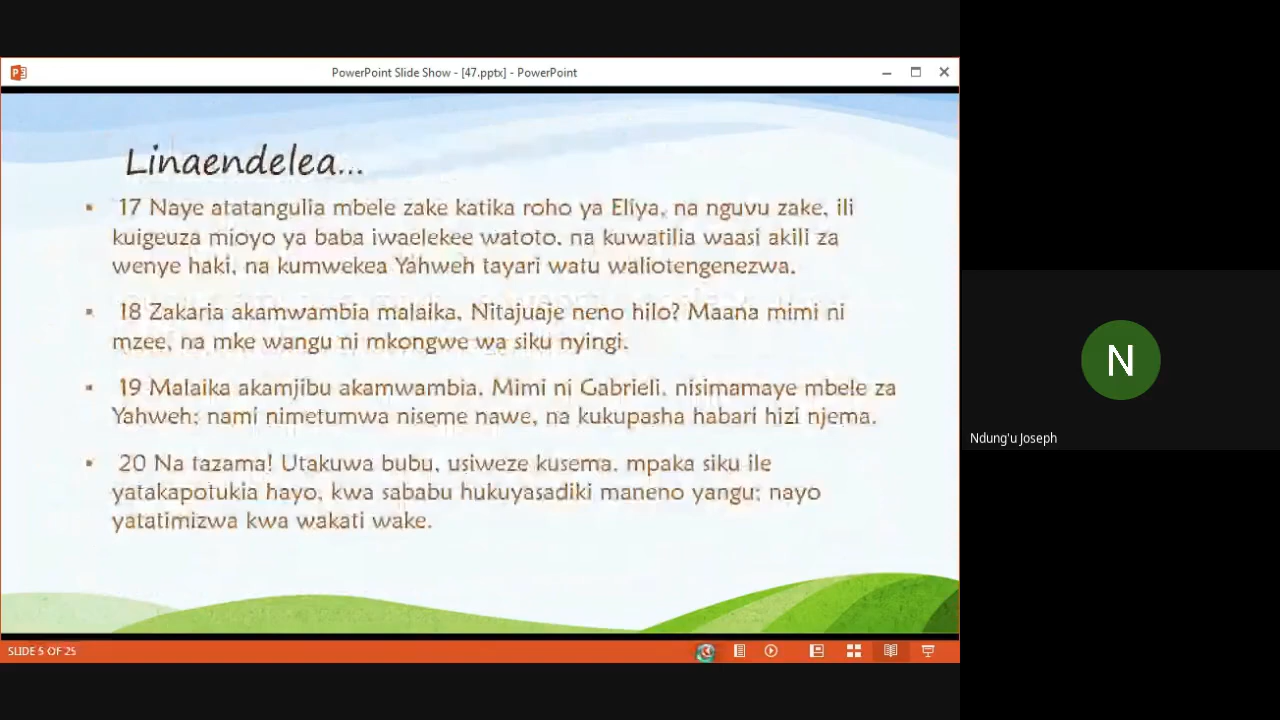 PowerPoint Slide Show - [47.pptx] - PowerPoint
Linaendelea...
17 Naye atatangulia mbele zake katika roho ya Eliya, na nguvu zake, ili
kuigeuza mioyo ya baba iwaelekee watoto, na kuwatilia waasi akili za
wenye haki, na kumwekea Yahweh tayari watu waliotengenezwa.
18 Zakaria akamwambia malaika, Nitajuaje neno hilo? Maana mimi ni
mzee, na mke wangu ni mkongwe wa siku nyingi.
19 Malaika akamjibu akamwambia, Mimi ni Gabrieli, nisimamaye mbele za
Yahweh; nami nimetumwa niseme nawe, na kukupasha habari hizi njema.
20 Na tazama! Utakuwa bubu, usiweze kusema, mpaka siku ile
yatakapotukia hayo, kwa sababu hukuyasadiki maneno yangu; nayo
yatatimizwa kwa wakati wake.
SLIDE 5 OF 25
N
Ndung'u Joseph